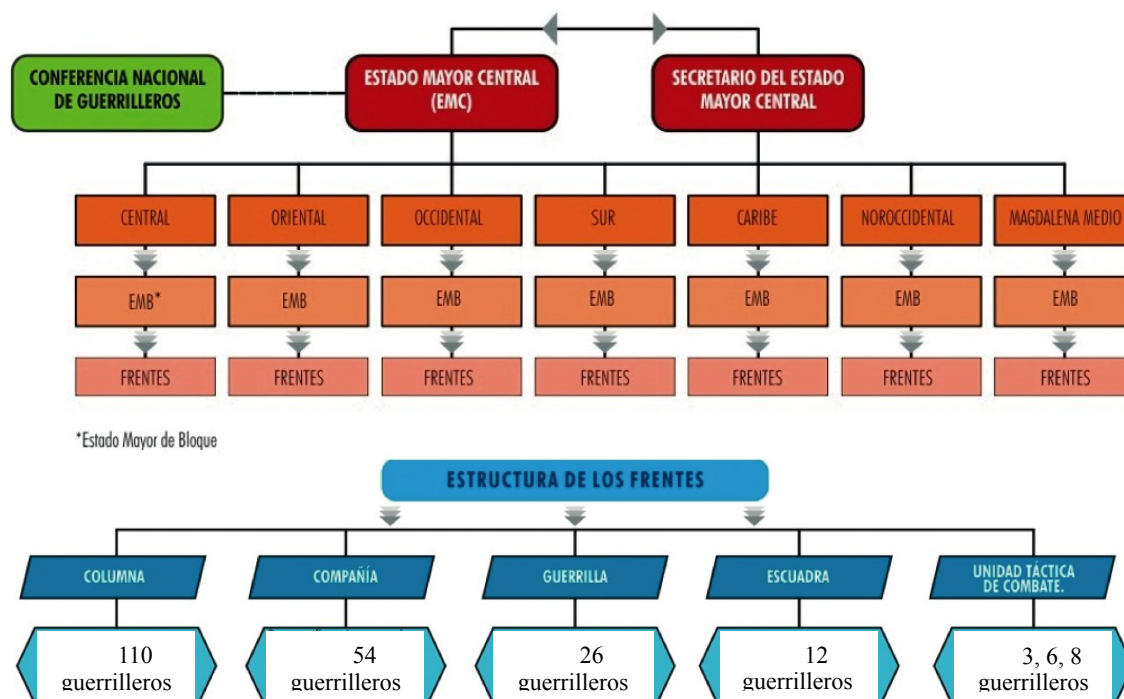 CONFERENCIA NACIONAL
DE GUERRILLEROS
ESTADO MAYOR CENTRAL
(EMC)
SECRETARIO DEL ESTADO
MAYOR CENTRAL
CENTRAL
ORIENTAL
OCCIDENTAL
SUR
CARIBE
NOROCCIDENTAL
MAGDALENA MEDIO
EMB*
EMB
EMB
EMB
EMB
EMB
EMB
FRENTES
FRENTES
FRENTES
FRENTES
FRENTES
FRENTES
FRENTES
*Estado Mayor de Bloque
ESTRUCTURA DE LOS FRENTES
COLUMNA
COMPAÑÍA
GUERRILLA
ESCUADRA
UNIDAD TÁCTICA
DE COMBATE.
110
guerrilleros
54
guerrilleros
26
guerrilleros
12
guerrilleros
3, 6, 8
guerrilleros